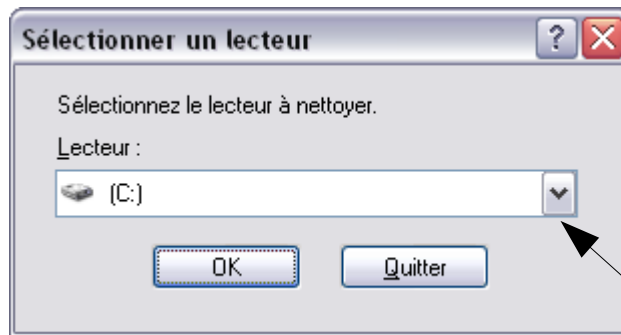 Sélectionner un lecteur
Sélectionnez le lecteur à nettoyer.
Lecteur :
(C:)
OK
Quitter